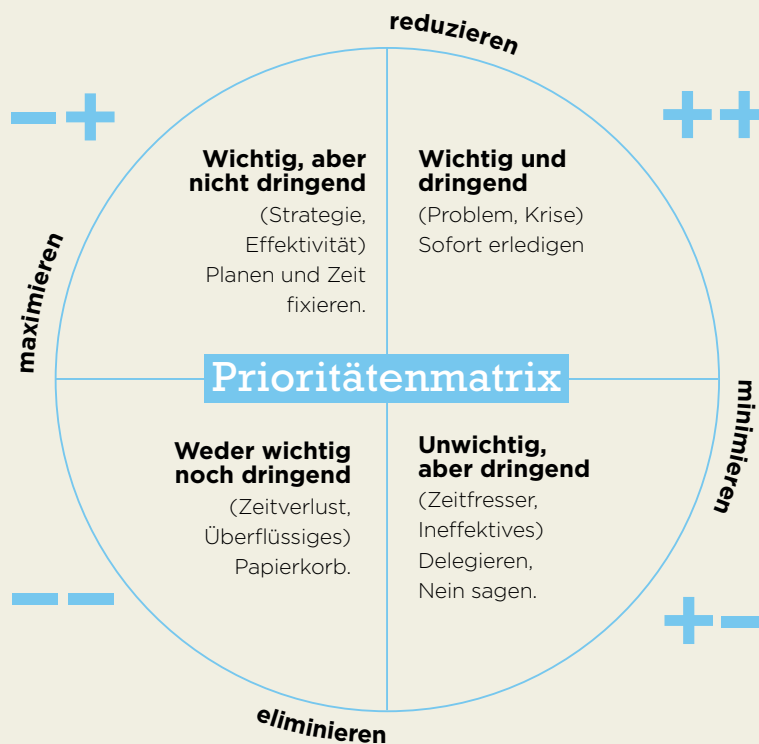 reduzieren
− +
+ +
Wichtig, aber
nicht dringend
(Strategie,
Effektivität)
Planen und Zeit
fixieren.
Wichtig und
dringend
(Problem, Krise)
Sofort erledigen
maximieren
Prioritätenmatrix
minimieren
Weder wichtig
noch dringend
(Zeitverlust,
Überflüssiges)
Papierkorb.
Unwichtig,
aber dringend
(Zeitfresser,
Ineffektives)
Delegieren,
Nein sagen.
− −
+ −
eliminieren